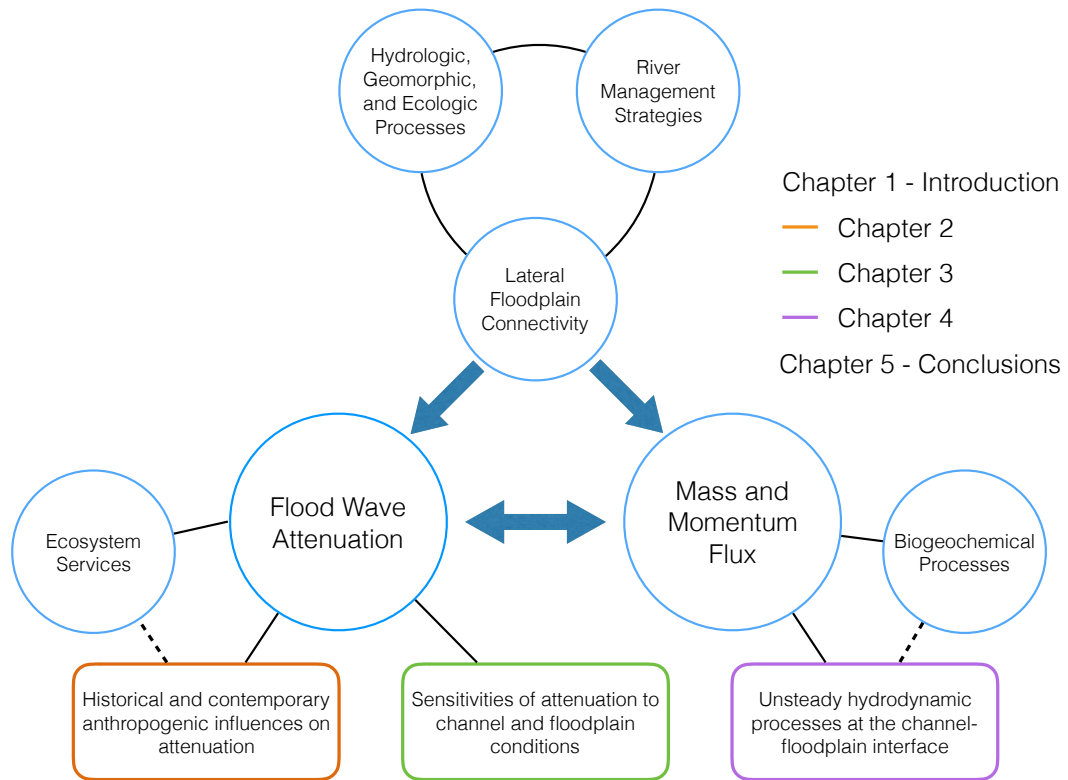 Hydrologic,
Geomorphic,
and Ecologic
Processes
River
Management
Strategies
Chapter 1 - Introduction
Chapter 2
Chapter 3
Chapter 4
Chapter 5 - Conclusions
Lateral
Floodplain
Connectivity
Flood Wave
Attenuation
Mass and
Momentum
Flux
Ecosystem
Services
Biogeochemical
Processes
Historical and contemporary
anthropogenic influences on
attenuation
Sensitivities of attenuation to
channel and floodplain
conditions
Unsteady hydrodynamic
processes at the channel-
floodplain interface